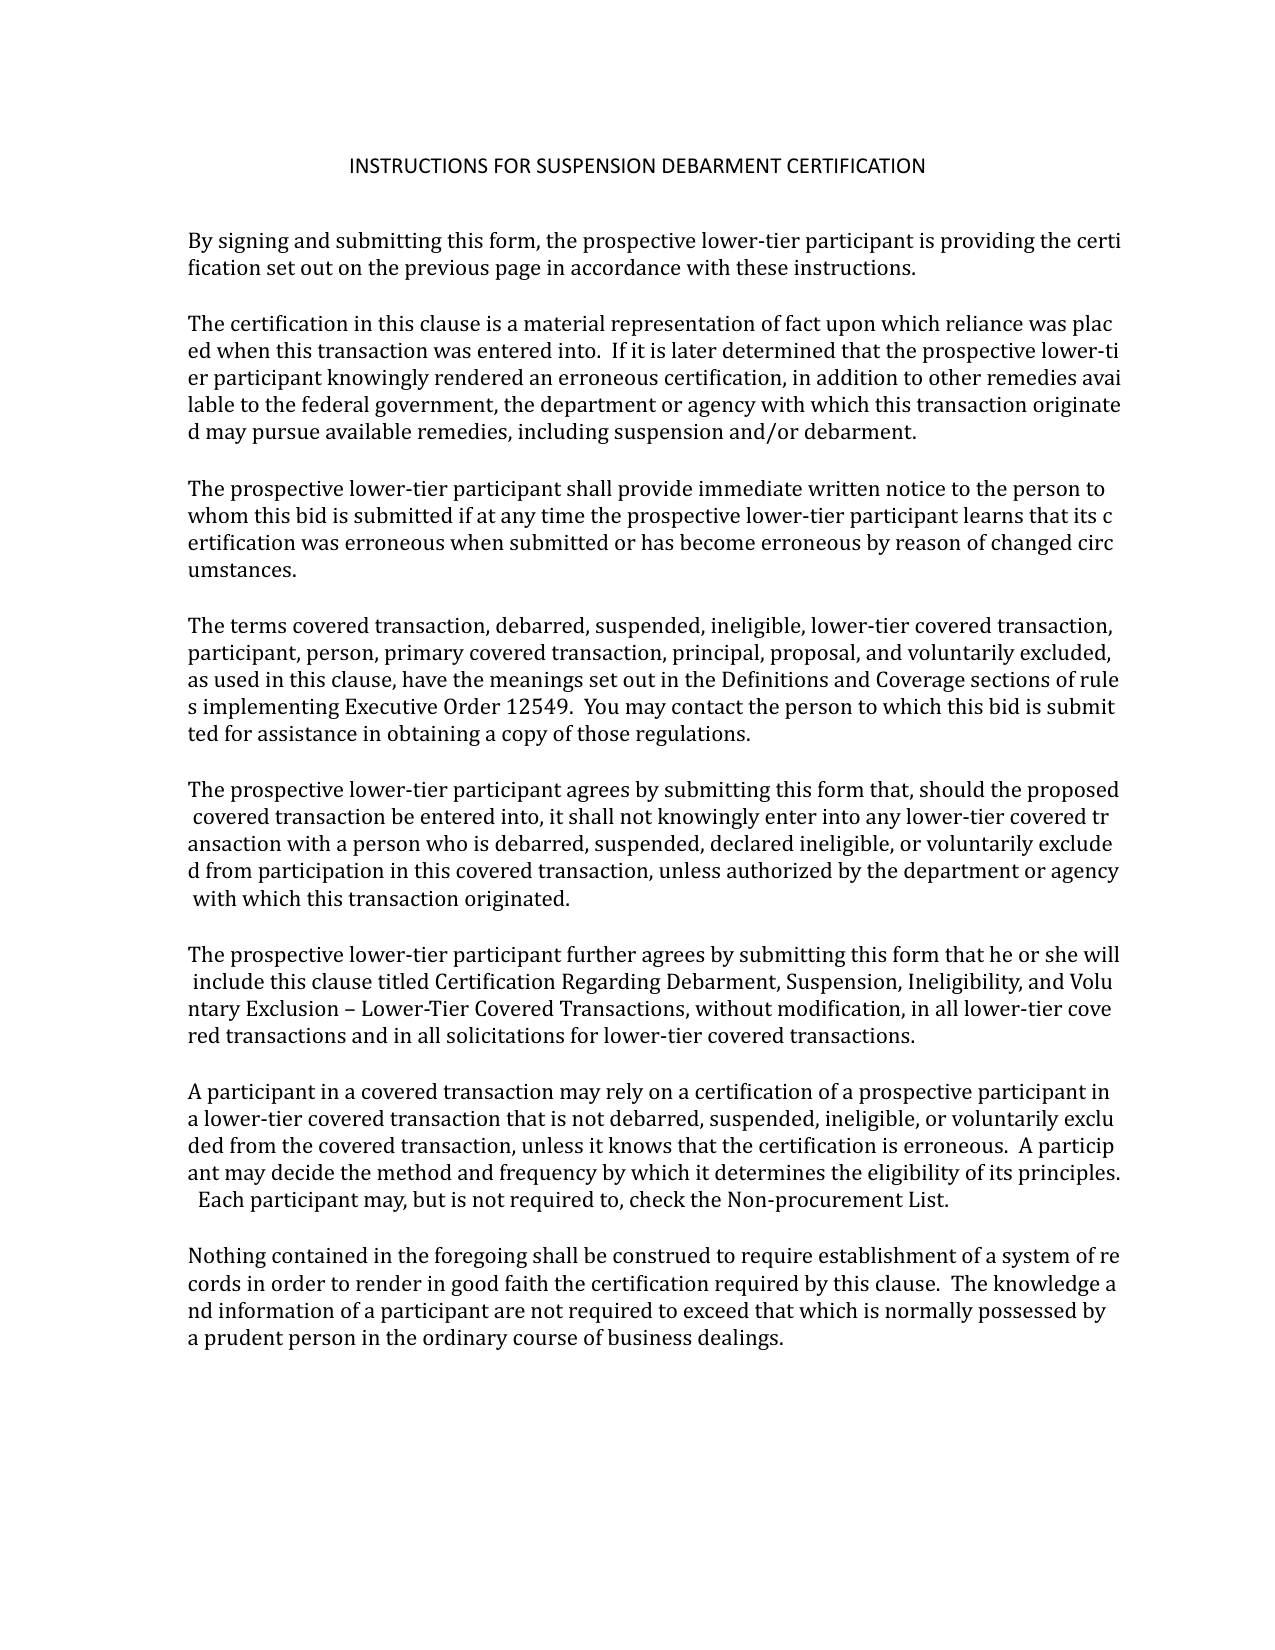 INSTRUCTIONS FOR SUSPENSION DEBARMENT CERTIFICATION
By signing and submitting this form, the prospective lower-tier participant is providing the certi
fication set out on the previous page in accordance with these instructions.
The certification in this clause is a material representation of fact upon which reliance was plac
ed when this transaction was entered into.  If it is later determined that the prospective lower-ti
er participant knowingly rendered an erroneous certification, in addition to other remedies avai
lable to the federal government, the department or agency with which this transaction originate
d may pursue available remedies, including suspension and/or debarment.
The prospective lower-tier participant shall provide immediate written notice to the person to
whom this bid is submitted if at any time the prospective lower-tier participant learns that its c
ertification was erroneous when submitted or has become erroneous by reason of changed circ
umstances.
The terms covered transaction, debarred, suspended, ineligible, lower-tier covered transaction,
participant, person, primary covered transaction, principal, proposal, and voluntarily excluded,
as used in this clause, have the meanings set out in the Definitions and Coverage sections of rule
s implementing Executive Order 12549.  You may contact the person to which this bid is submit
ted for assistance in obtaining a copy of those regulations.
The prospective lower-tier participant agrees by submitting this form that, should the proposed
covered transaction be entered into, it shall not knowingly enter into any lower-tier covered tr
ansaction with a person who is debarred, suspended, declared ineligible, or voluntarily exclude
d from participation in this covered transaction, unless authorized by the department or agency
with which this transaction originated.
The prospective lower-tier participant further agrees by submitting this form that he or she will
include this clause titled Certification Regarding Debarment, Suspension, Ineligibility, and Volu
ntary Exclusion – Lower-Tier Covered Transactions, without modification, in all lower-tier cove
red transactions and in all solicitations for lower-tier covered transactions.
A participant in a covered transaction may rely on a certification of a prospective participant in
a lower-tier covered transaction that is not debarred, suspended, ineligible, or voluntarily exclu
ded from the covered transaction, unless it knows that the certification is erroneous.  A particip
ant may decide the method and frequency by which it determines the eligibility of its principles.
Each participant may, but is not required to, check the Non-procurement List.
Nothing contained in the foregoing shall be construed to require establishment of a system of re
cords in order to render in good faith the certification required by this clause.  The knowledge a
nd information of a participant are not required to exceed that which is normally possessed by
a prudent person in the ordinary course of business dealings.